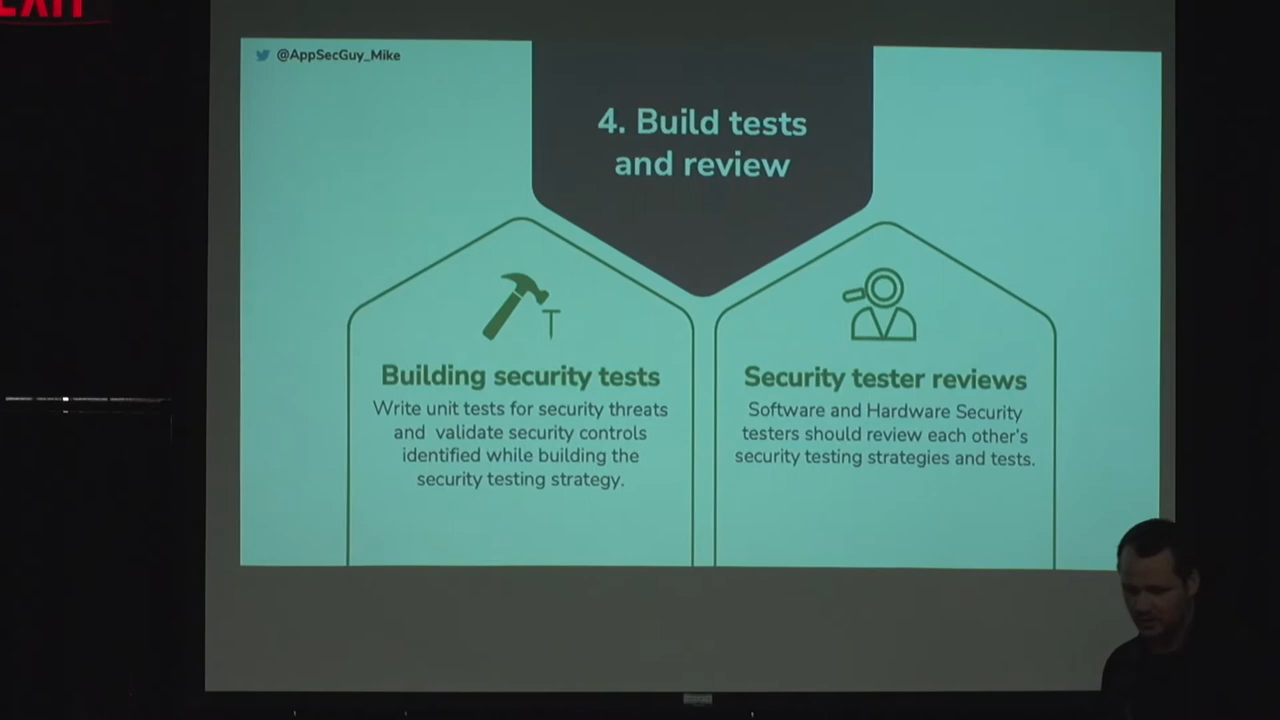 EXIT
@AppSecGuy_Mike
4. Build tests
and review
Building security tests
Write unit tests for security threats
and validate security controls
identified while building the
security testing strategy.
Security tester reviews
Software and Hardware Security
testers should review each other's
security testing strategies and tests.